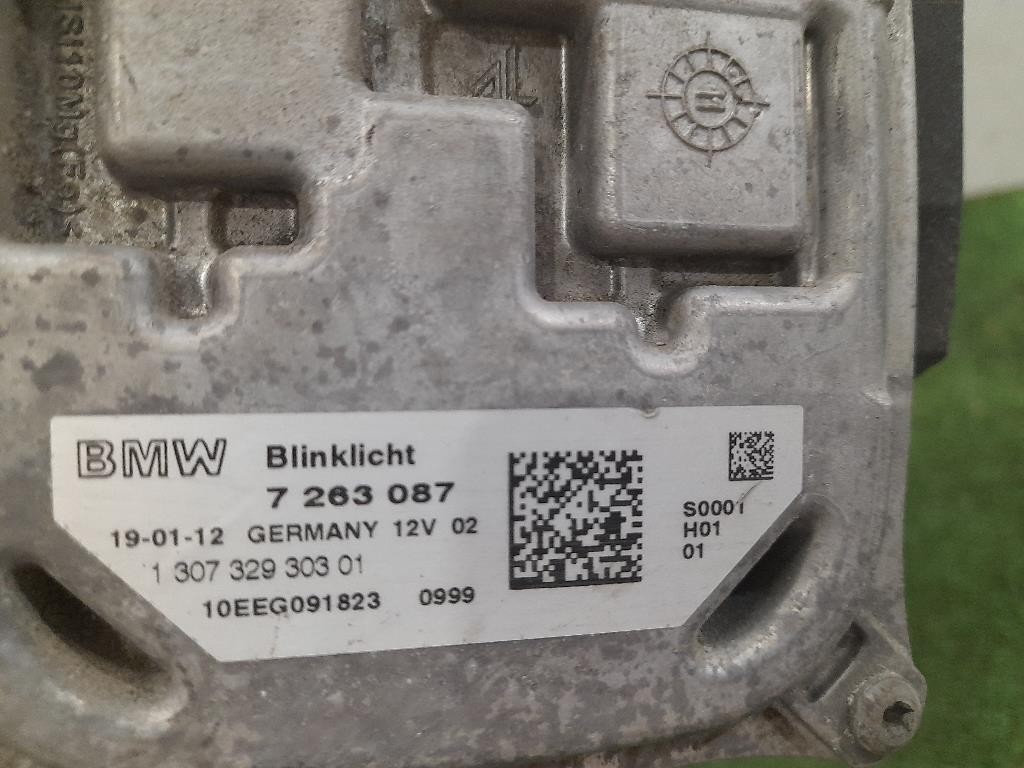 BMW Blinklicht
7 263 087
19-01-12 GERMANY 12V 02
1 307 329 303 01
10EEG091823 0999
S0001
H01
01